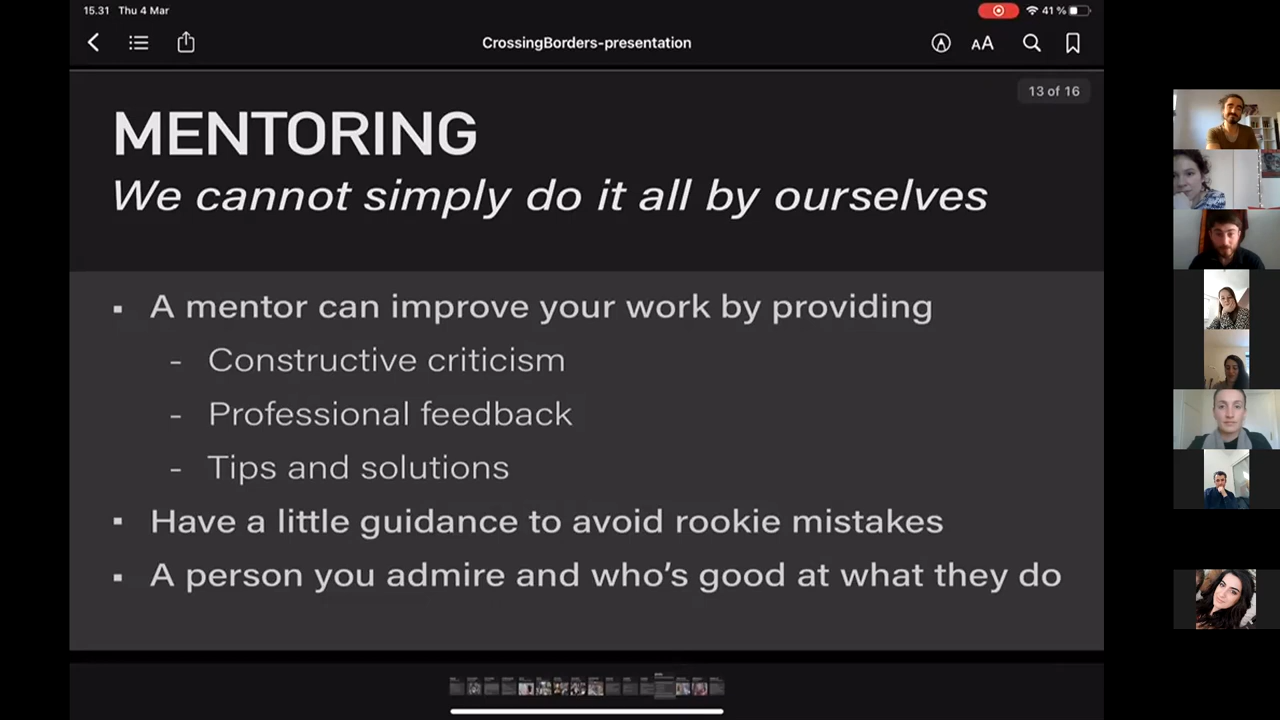 15.31 Thu 4 Mar
41 %
CrossingBorders-presentation
AA
13 of 16
MENTORING
We cannot simply do it all by ourselves
▪ A mentor can improve your work by providing
- Constructive criticism
- Professional feedback
- Tips and solutions
▪ Have a little guidance to avoid rookie mistakes
▪ A person you admire and who's good at what they do